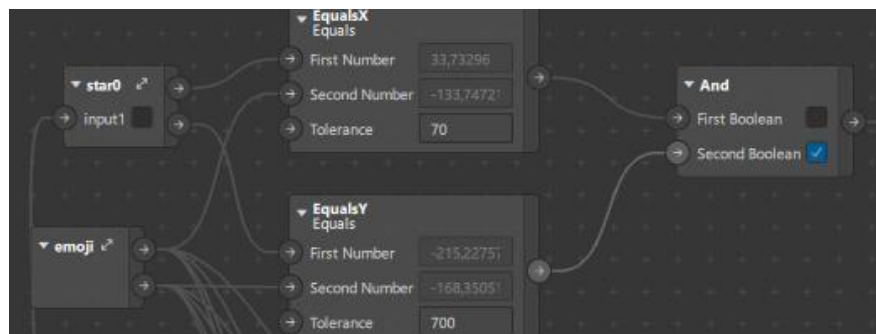 EqualsX
Equals
First Number 33,73296
Second Number -133,7472
Tolerance 70
star0
input1
And
First Boolean
Second Boolean
EqualsY
Equals
First Number -215,2275
Second Number -168,3505
Tolerance 700
emoji